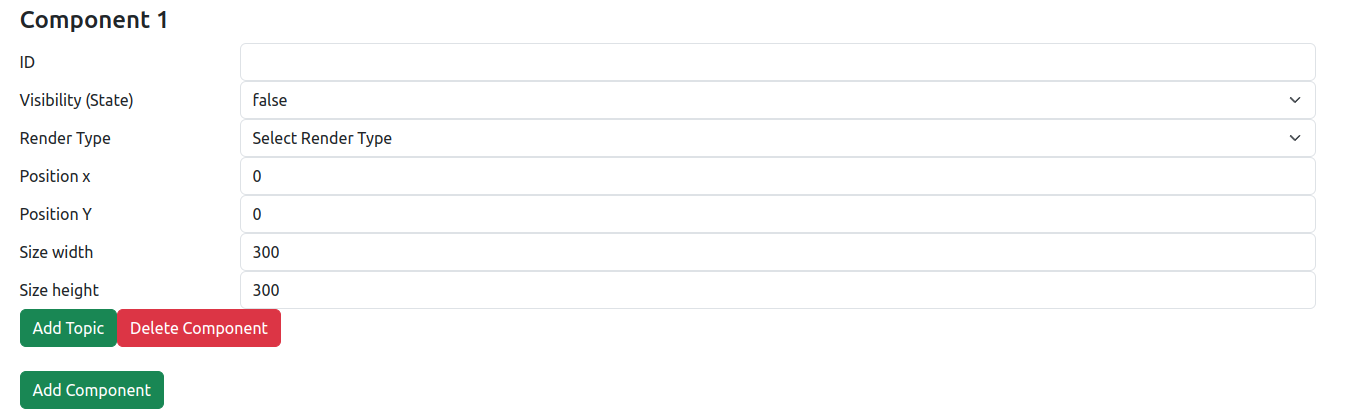 Component 1
ID
Visibility (State) false
Render Type Select Render Type
Position x 0
Position Y 0
Size width 300
Size height 300
Add Topic Delete Component
Add Component